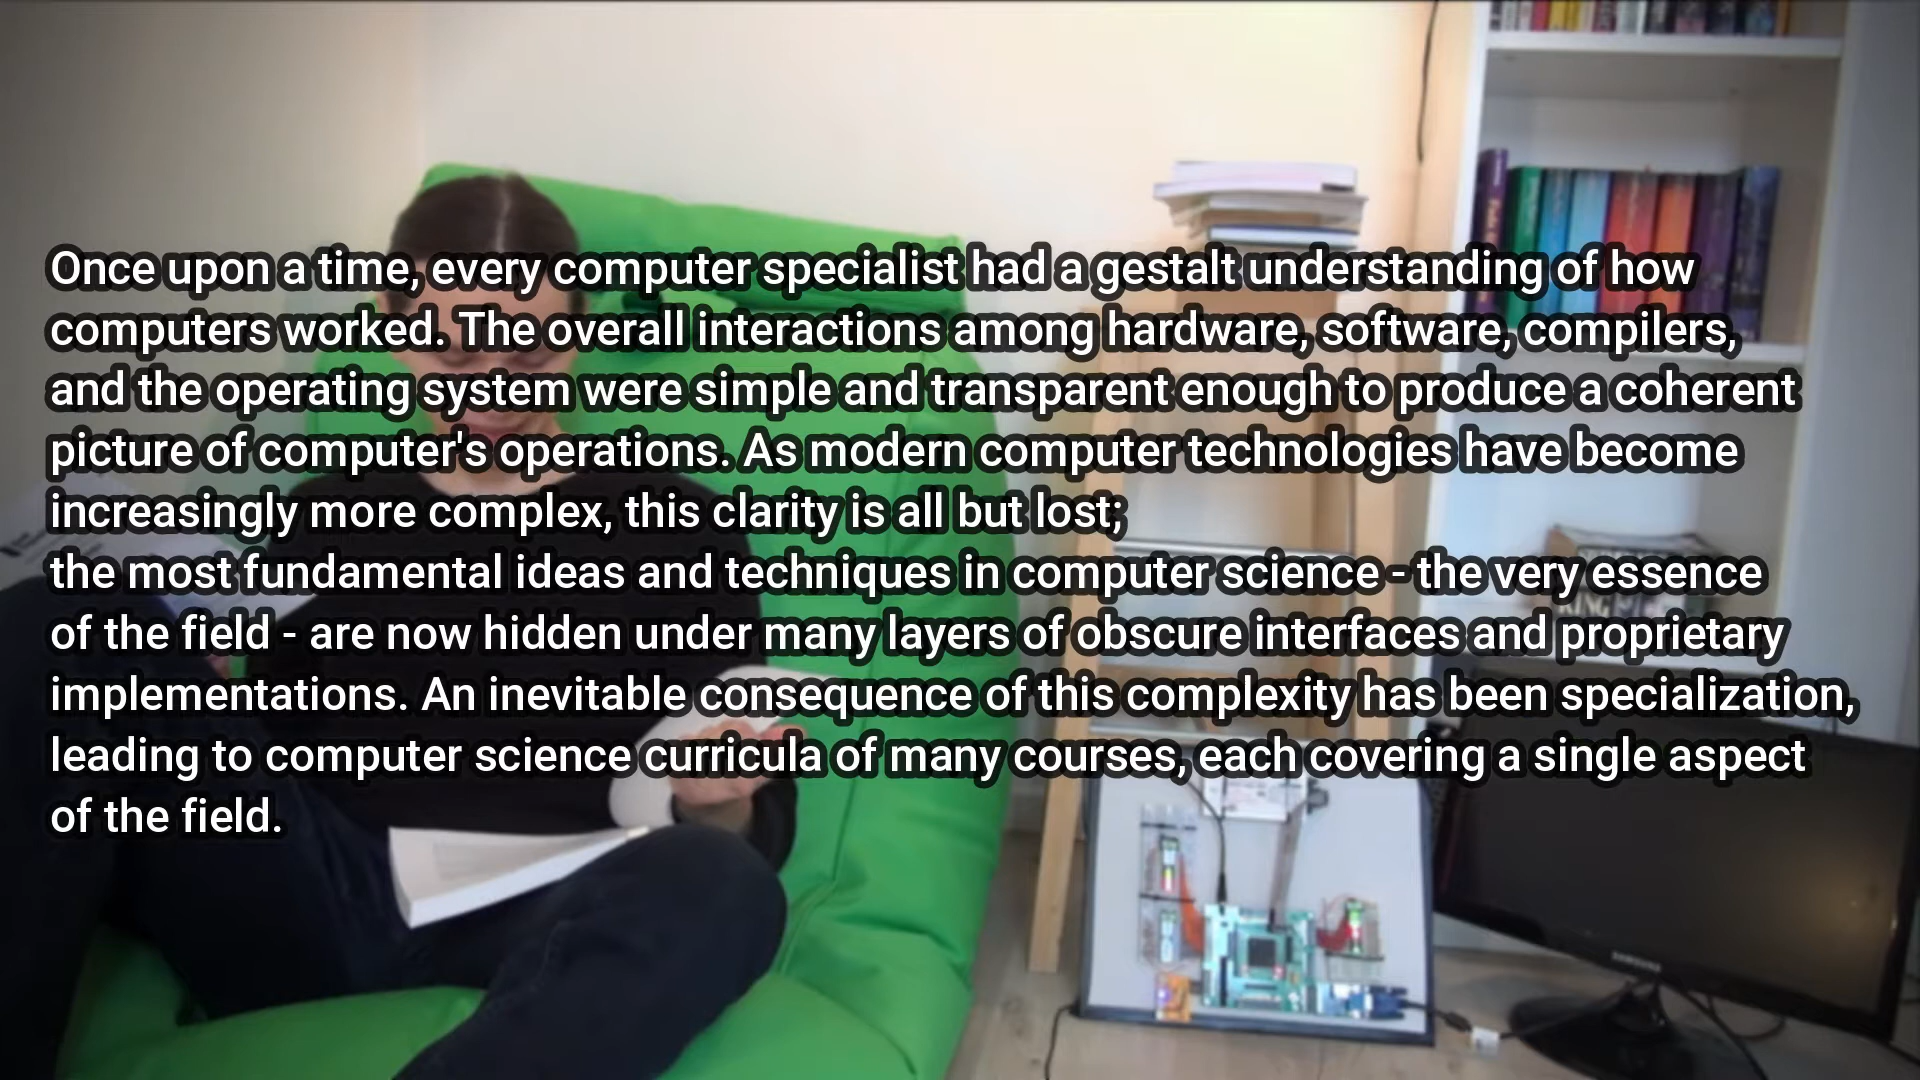 Once upon a time, every computer specialist had a gestalt understanding of how
computers worked. The overall interactions among hardware, software, compilers,
and the operating system were simple and transparent enough to produce a coherent
picture of computer's operations. As modern computer technologies have become
increasingly more complex, this clarity is all but lost;
the most fundamental ideas and techniques in computer science - the very essence
of the field - are now hidden under many layers of obscure interfaces and proprietary
implementations. An inevitable consequence of this complexity has been specialization,
leading to computer science curricula of many courses, each covering a single aspect
of the field.
KING
SAMSUNG